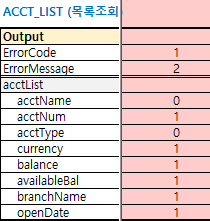 ACCT_LIST (목록조회)
Output
ErrorCode 1
ErrorMessage 2
acctList
acctName 0
acctNum 1
acctType 0
currency 1
balance 1
availableBal 1
branchName 1
openDate 1